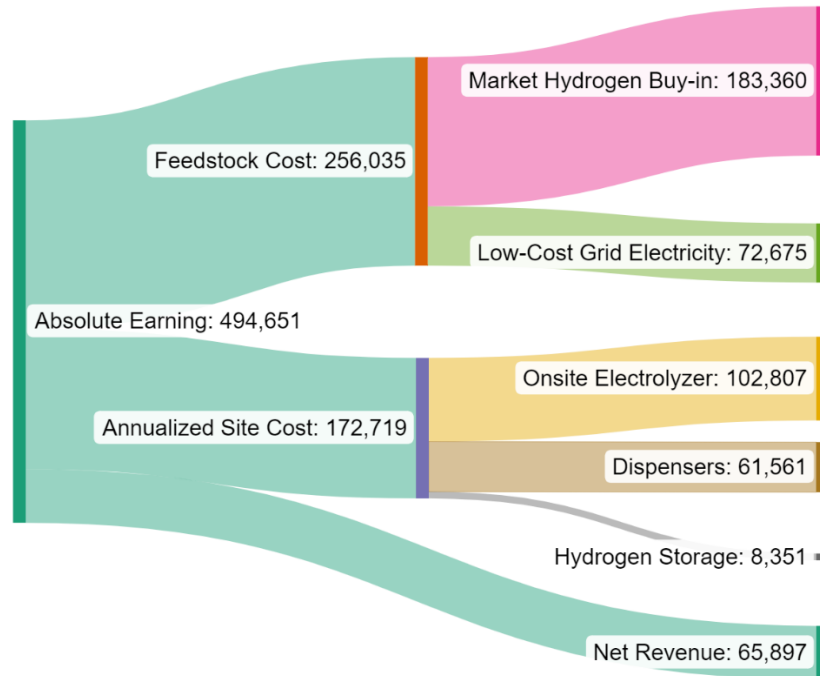 Market Hydrogen Buy-in: 183,360
Feedstock Cost: 256,035
Low-Cost Grid Electricity: 72,675
Absolute Earning: 494,651
Onsite Electrolyzer: 102,807
Annualized Site Cost: 172,719
Dispensers: 61,561
Hydrogen Storage: 8,351
Net Revenue: 65,897